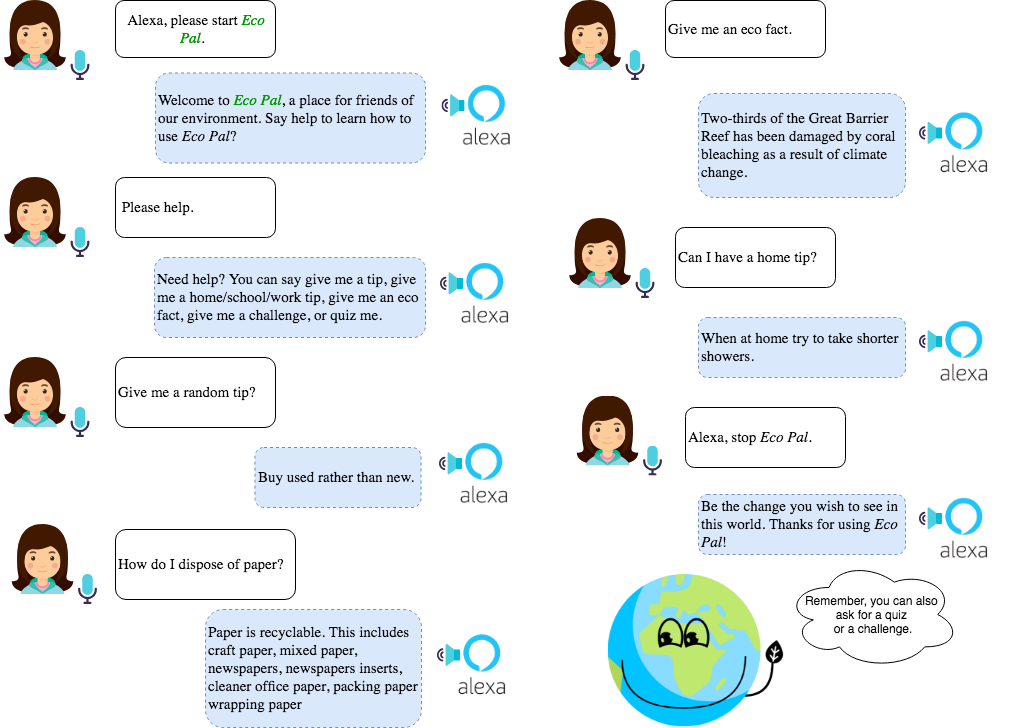 Alexa, please start Eco
Pal.
Welcome to Eco Pal, a place for friends of
our environment. Say help to learn how to
use Eco Pal?
alexa
Please help.
Need help? You can say give me a tip, give
me a home/school/work tip, give me an eco
fact, give me a challenge, or quiz me.
alexa
Give me a random tip?
Buy used rather than new.
alexa
How do I dispose of paper?
Paper is recyclable. This includes
craft paper, mixed paper,
newspapers, newspapers inserts,
cleaner office paper, packing paper
wrapping paper
alexa
Give me an eco fact.
Two-thirds of the Great Barrier
Reef has been damaged by coral
bleaching as a result of climate
change.
alexa
Can I have a home tip?
When at home try to take shorter
showers.
alexa
Alexa, stop Eco Pal.
Be the change you wish to see in
this world. Thanks for using Eco
Pal!
alexa
Remember, you can also
ask for a quiz
or a challenge.